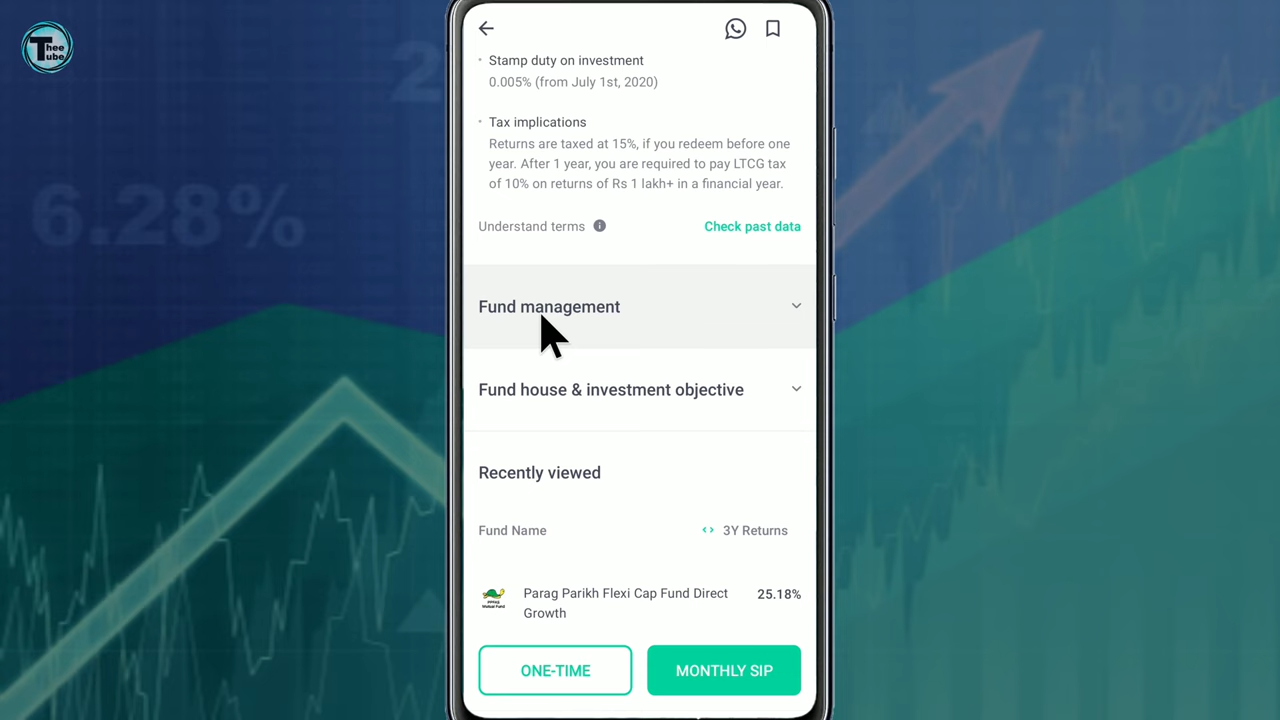 Thee
Tube
6.28%
Stamp duty on investment
0.005% (from July 1st, 2020)
Tax implications
Returns are taxed at 15%, if you redeem before one
year. After 1 year, you are required to pay LTCG tax
of 10% on returns of Rs 1 lakh+ in a financial year.
Understand terms
Check past data
Fund management
Fund house & investment objective
Recently viewed
Fund Name
3Y Returns
Parag Parikh Flexi Cap Fund Direct
Growth
25.18%
ONE-TIME
MONTHLY SIP